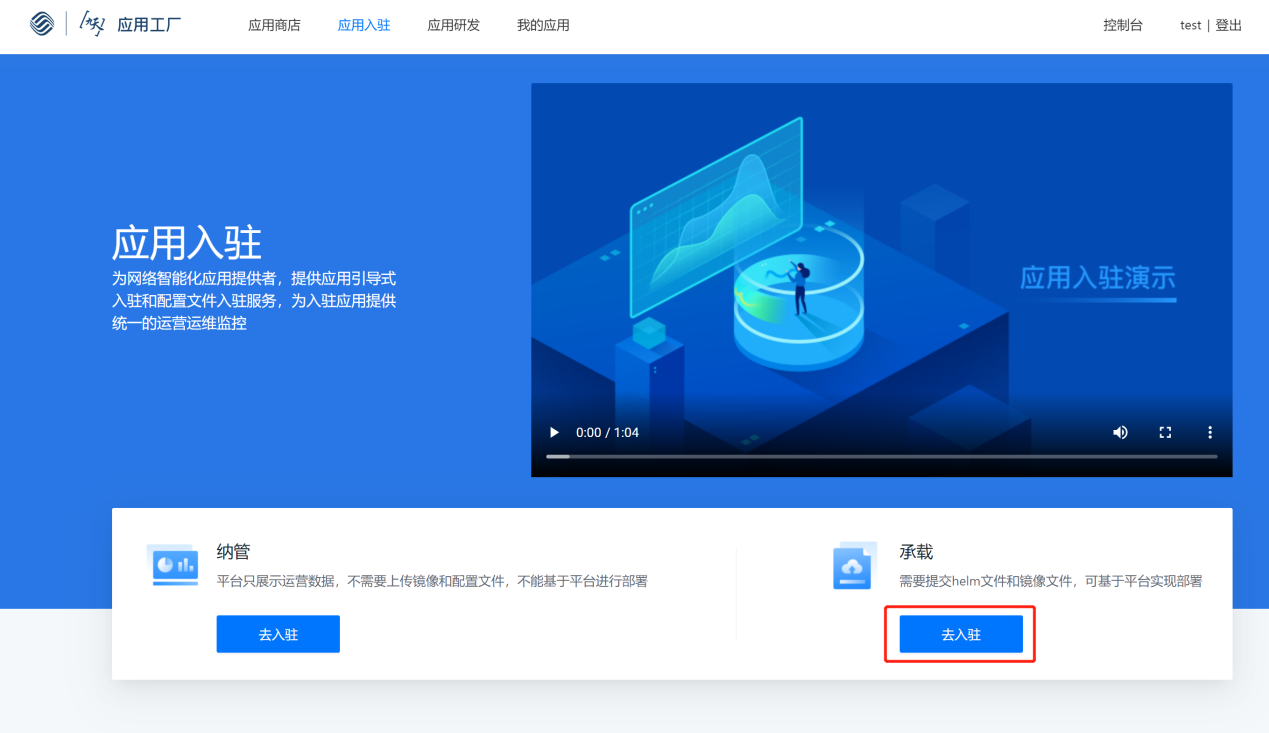 应用工厂
应用商店
应用入驻
应用研发
我的应用
控制台
test | 登出
应用入驻
为网络智能化应用提供者，提供应用引导式
入驻和配置文件入驻服务，为入驻应用提供
统一的运营运维监控
应用入驻演示
0:00 / 1:04
纳管
平台只展示运营数据，不需要上传镜像和配置文件，不能基于平台进行部署
去入驻
承载
需要提交helm文件和镜像文件，可基于平台实现部署
去入驻